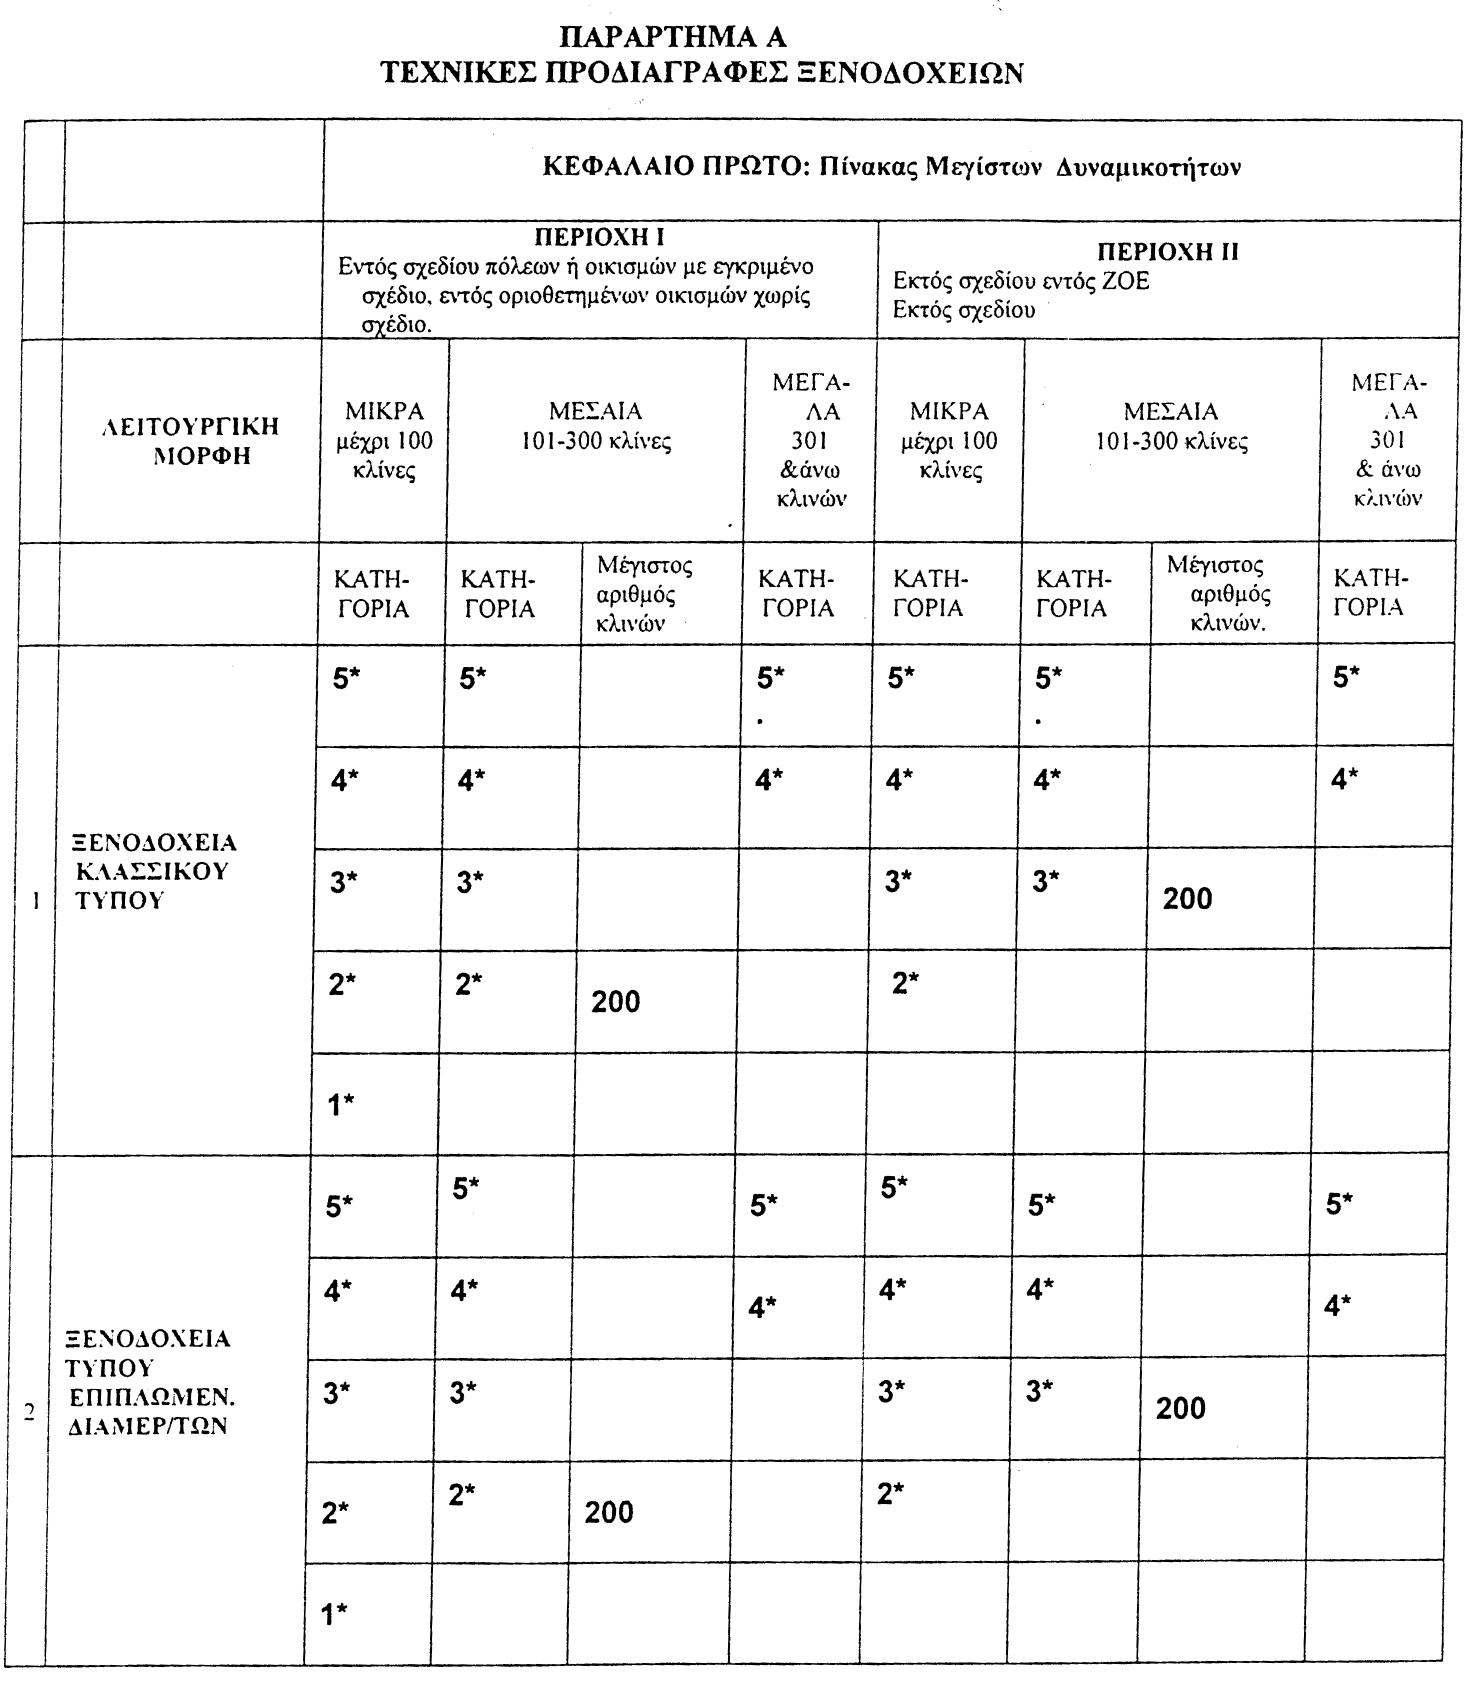 ΠΑΡΑΡΤΗΜΑ Α
ΤΕΧΝΙΚΕΣ ΠΡΟΔΙΑΓΡΑΦΕΣ ΞΕΝΟΔΟΧΕΙΩΝ
ΚΕΦΑΛΑΙΟ ΠΡΩΤΟ: Πίνακας Μεγίστων Δυναμικοτήτων
ΠΕΡΙΟΧΗ Ι
Εντός σχεδίου πόλεων ή οικισμών με εγκριμένο
σχέδιο, εντός οριοθετημένων οικισμών χωρίς
σχέδιο.
ΠΕΡΙΟΧΗ ΙΙ
Εκτός σχεδίου εντός ΖΟΕ
Εκτός σχεδίου
ΛΕΙΤΟΥΡΓΙΚΗ
ΜΟΡΦΗ
ΜΙΚΡΑ
μέχρι 100
κλίνες
ΜΕΣΑΙΑ
101-300 κλίνες
ΜΕΓΑ-
ΛΑ
301
&άνω
κλινών
ΜΙΚΡΑ
μέχρι 100
κλίνες
ΜΕΣΑΙΑ
101-300 κλίνες
ΜΕΓΑ-
ΛΑ
301
& άνω
κλινών
ΚΑΤΗ-
ΓΟΡΙΑ
ΚΑΤΗ-
ΓΟΡΙΑ
Μέγιστος
αριθμός
κλινών
ΚΑΤΗ-
ΓΟΡΙΑ
ΚΑΤΗ-
ΓΟΡΙΑ
ΚΑΤΗ-
ΓΟΡΙΑ
Μέγιστος
αριθμός
κλινών.
ΚΑΤΗ-
ΓΟΡΙΑ
1
ΞΕΝΟΔΟΧΕΙΑ
ΚΛΑΣΣΙΚΟΥ
ΤΥΠΟΥ
5* 5* 5* 5* 5* 5*
4* 4* 4* 4* 4* 4*
3* 3* 3* 3* 200
2* 2* 200 2*
1*
2
ΞΕΝΟΔΟΧΕΙΑ
ΤΥΠΟΥ
ΕΠΙΠΛΩΜΕΝ.
ΔΙΑΜΕΡ/ΤΩΝ
5* 5* 5* 5* 5* 5*
4* 4* 4* 4* 4* 4*
3* 3* 3* 3* 200
2* 2* 200 2*
1*